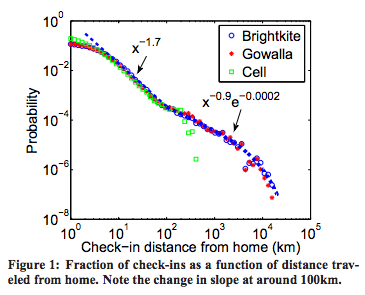 10^0
10^-2
10^-4
10^-6
10^-8
Probability
x^-1.7
x^-0.9 e^-0.0002
Brightkite
Gowalla
Cell
10^0 10^1 10^2 10^3 10^4 10^5
Check-in distance from home (km)
Figure 1: Fraction of check-ins as a function of distance trav-
eled from home. Note the change in slope at around 100km.